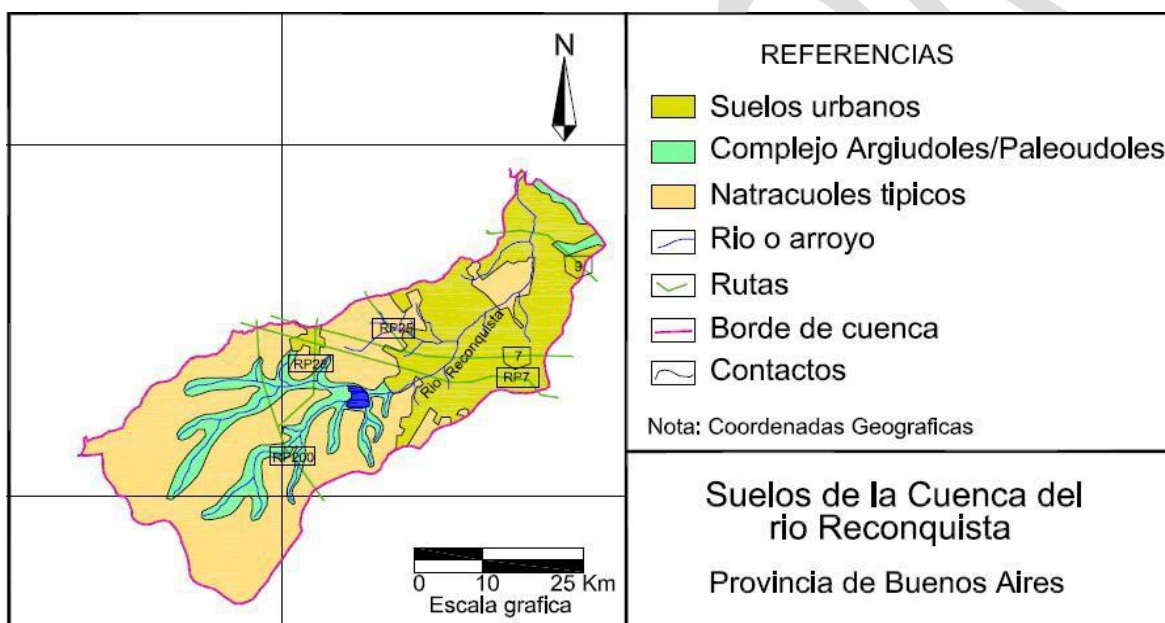 N
REFERENCIAS
Suelos urbanos
Complejo Argiudoles/Paleoudoles
Natracuoles tipicos
Rio o arroyo
Rutas
Borde de cuenca
Contactos
Nota: Coordenadas Geograficas
9
RP25
Rio Reconquista
7
RP7
RP200
0 10 25 Km
Escala grafica
Suelos de la Cuenca del
rio Reconquista
Provincia de Buenos Aires